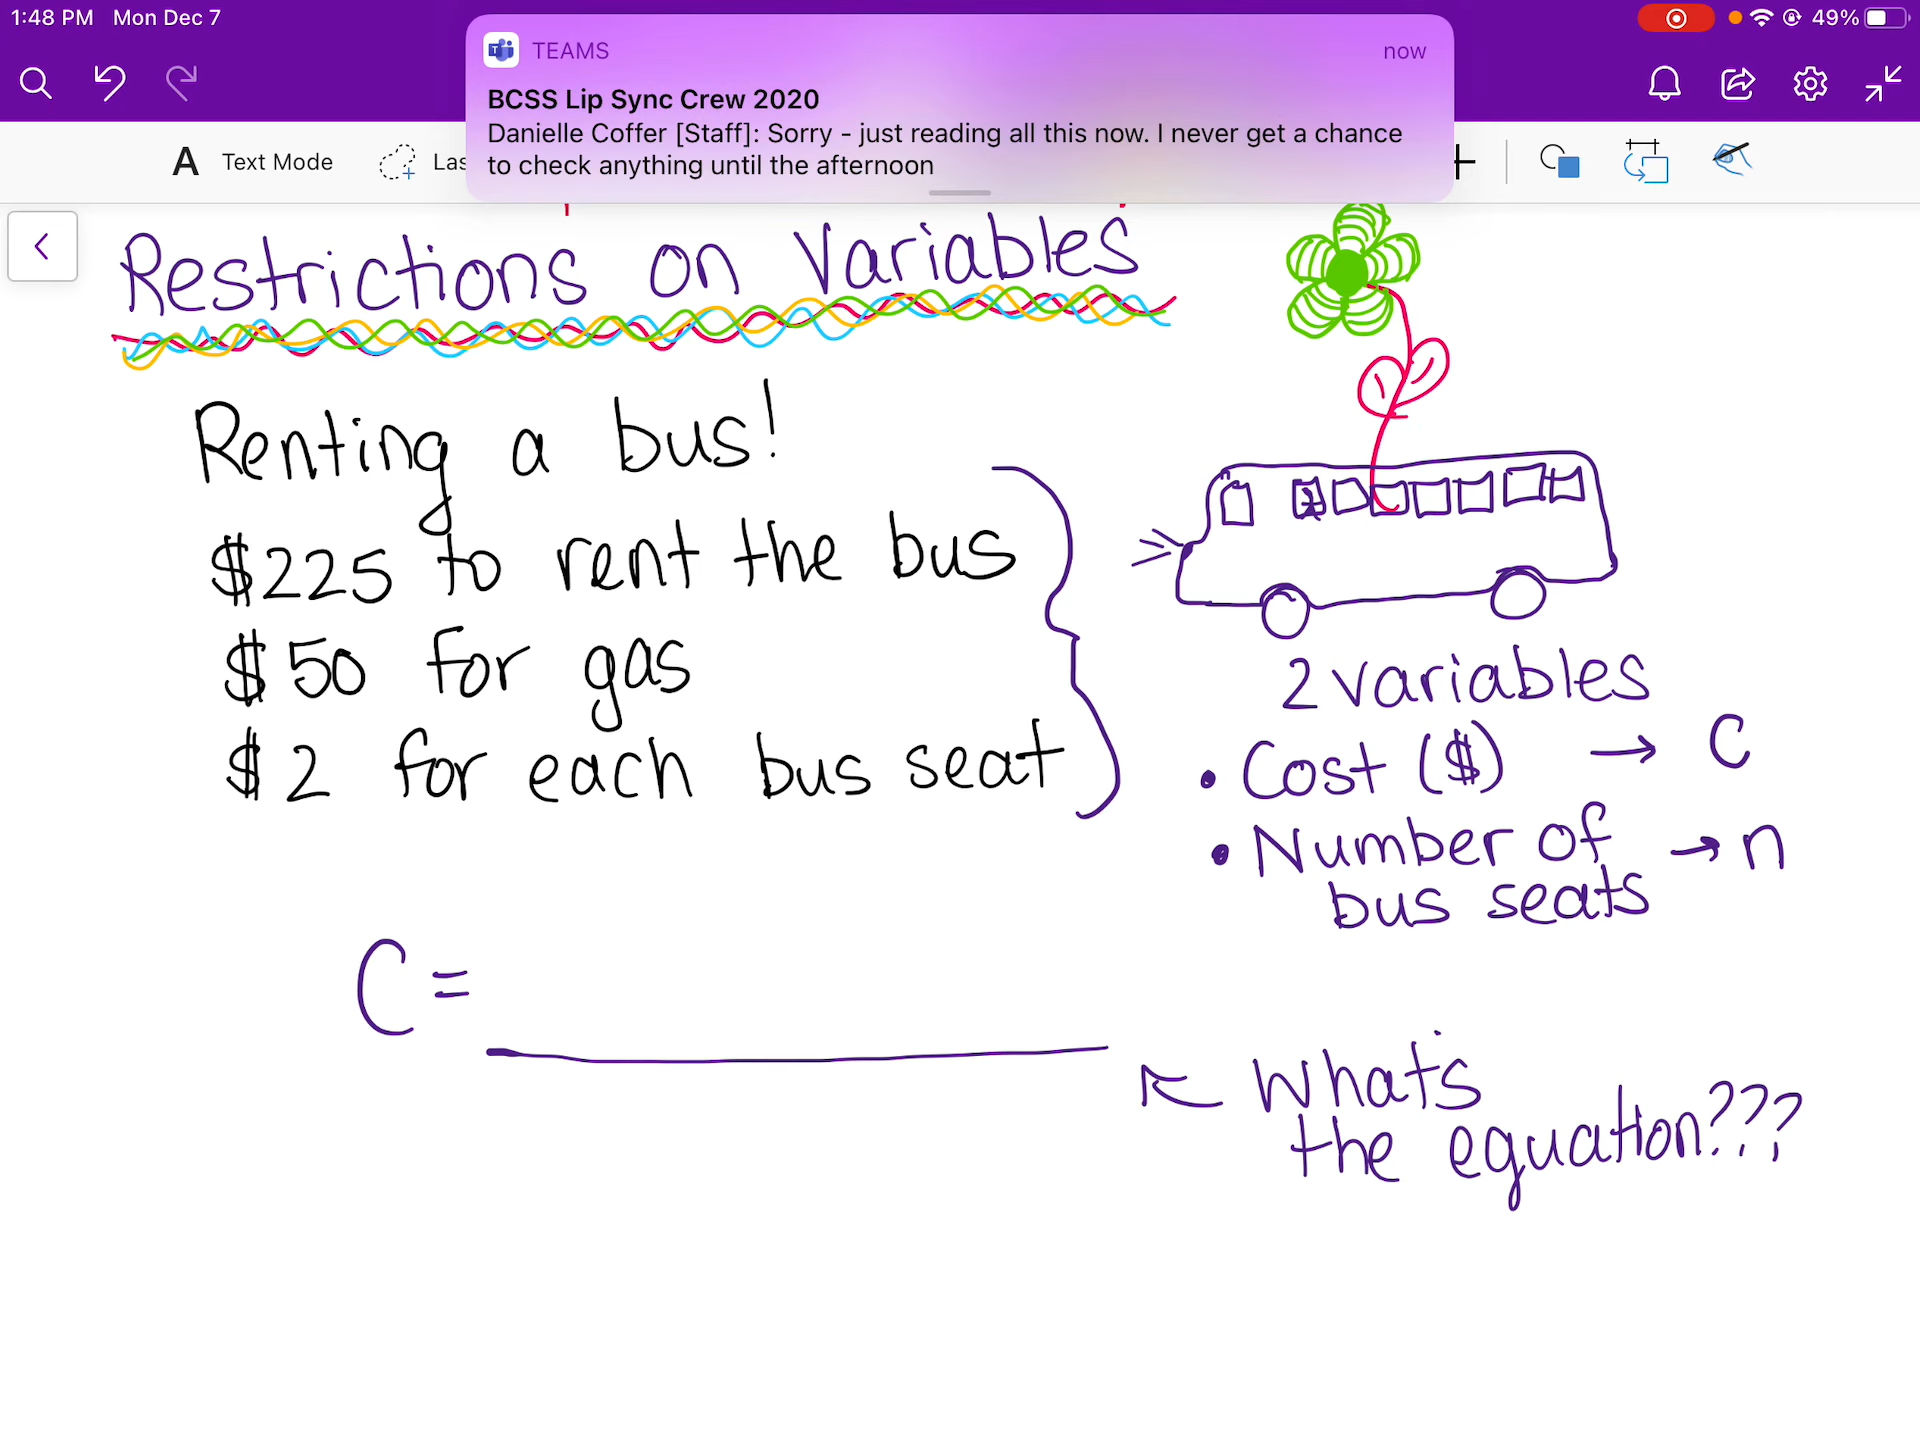 1:48 PM Mon Dec 7
49%
TEAMS
now
BCSS Lip Sync Crew 2020
Danielle Coffer [Staff]: Sorry - just reading all this now. I never get a chance
to check anything until the afternoon
A Text Mode
Las
Restrictions on Variables
Renting a bus!
$225 to rent the bus
$50 for gas
$2 for each bus seat
2 variables
• Cost ($) → C
• Number of → n
bus seats
C =
What's
the equation???